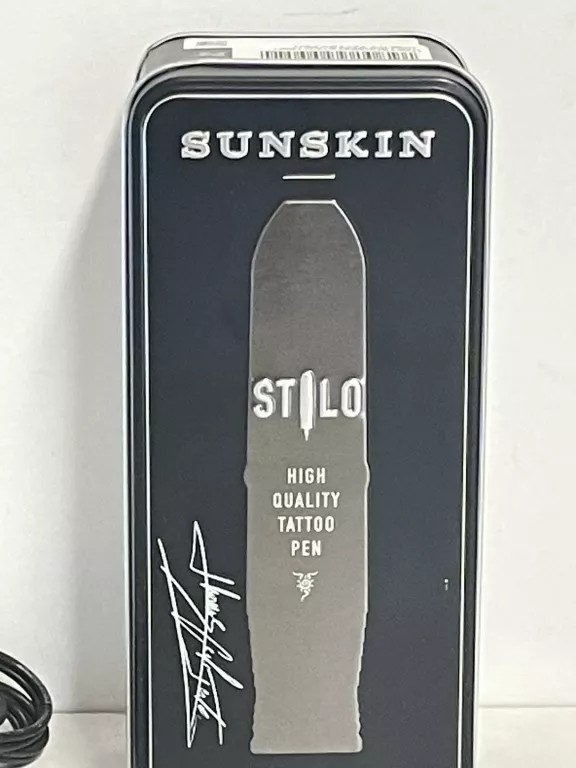 SUNSKIN
STILO
HIGH
QUALITY
TATTOO
PEN